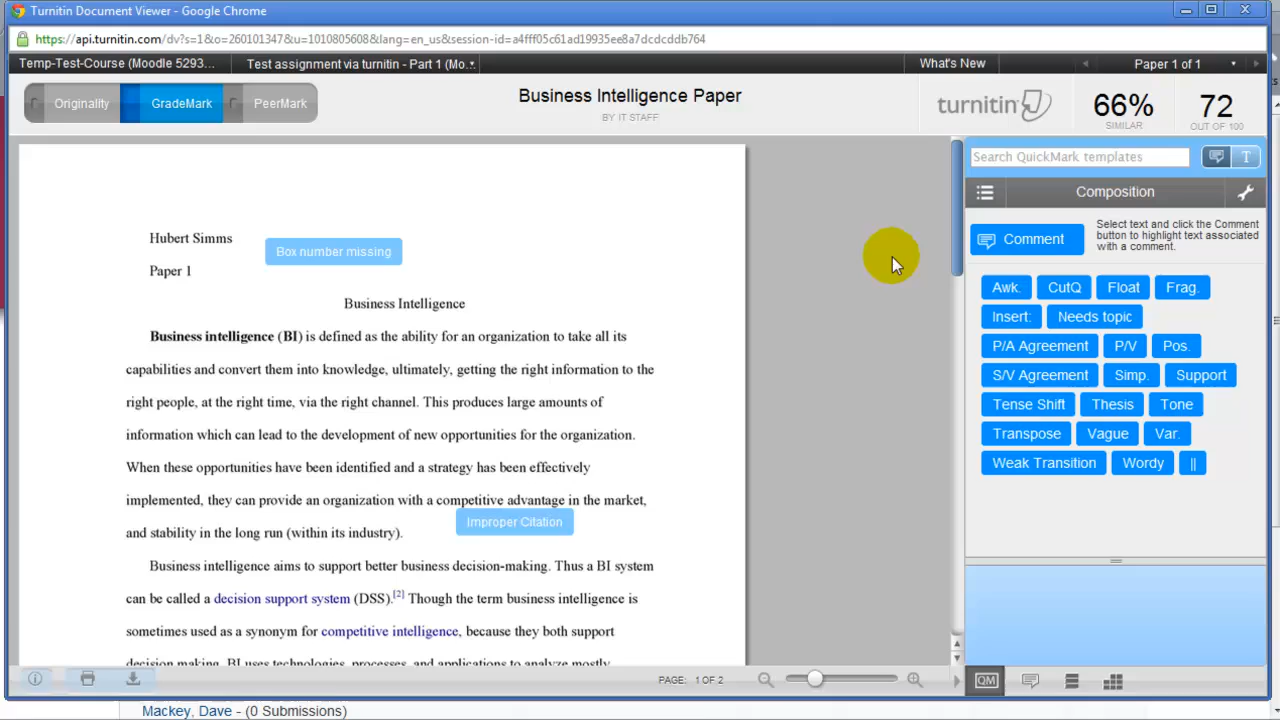 Turnitin Document Viewer - Google Chrome
https://api.turnitin.com/dv?s=1&o=260101347&u=1010805608&lang=en_us&session-id=a4fff05c61ad19935ee8a7dcdcddb764
Temp-Test-Course (Moodle 5293... Test assignment via turnitin - Part 1 (Mo... What's New Paper 1 of 1
Originality GradeMark PeerMark
Business Intelligence Paper
BY IT STAFF
turnitin
66%
SIMILAR
72
OUT OF 100
Search QuickMark templates
T
Composition
Comment
Select text and click the Comment
button to highlight text associated
with a comment.
Awk. CutQ Float Frag.
Insert: Needs topic
P/A Agreement P/V Pos.
S/V Agreement Simp. Support
Tense Shift Thesis Tone
Transpose Vague Var.
Weak Transition Wordy ||
Hubert Simms
Box number missing
Paper 1
Business Intelligence
Business intelligence (BI) is defined as the ability for an organization to take all its
capabilities and convert them into knowledge, ultimately, getting the right information to the
right people, at the right time, via the right channel. This produces large amounts of
information which can lead to the development of new opportunities for the organization.
When these opportunities have been identified and a strategy has been effectively
implemented, they can provide an organization with a competitive advantage in the market,
and stability in the long run (within its industry).
Improper Citation
Business intelligence aims to support better business decision-making. Thus a BI system
can be called a decision support system (DSS).[2] Though the term business intelligence is
sometimes used as a synonym for competitive intelligence, because they both support
decision making, BI uses technologies, processes, and applications to analyze mostly
PAGE: 1 OF 2
QM
Mackey, Dave - (0 Submissions)